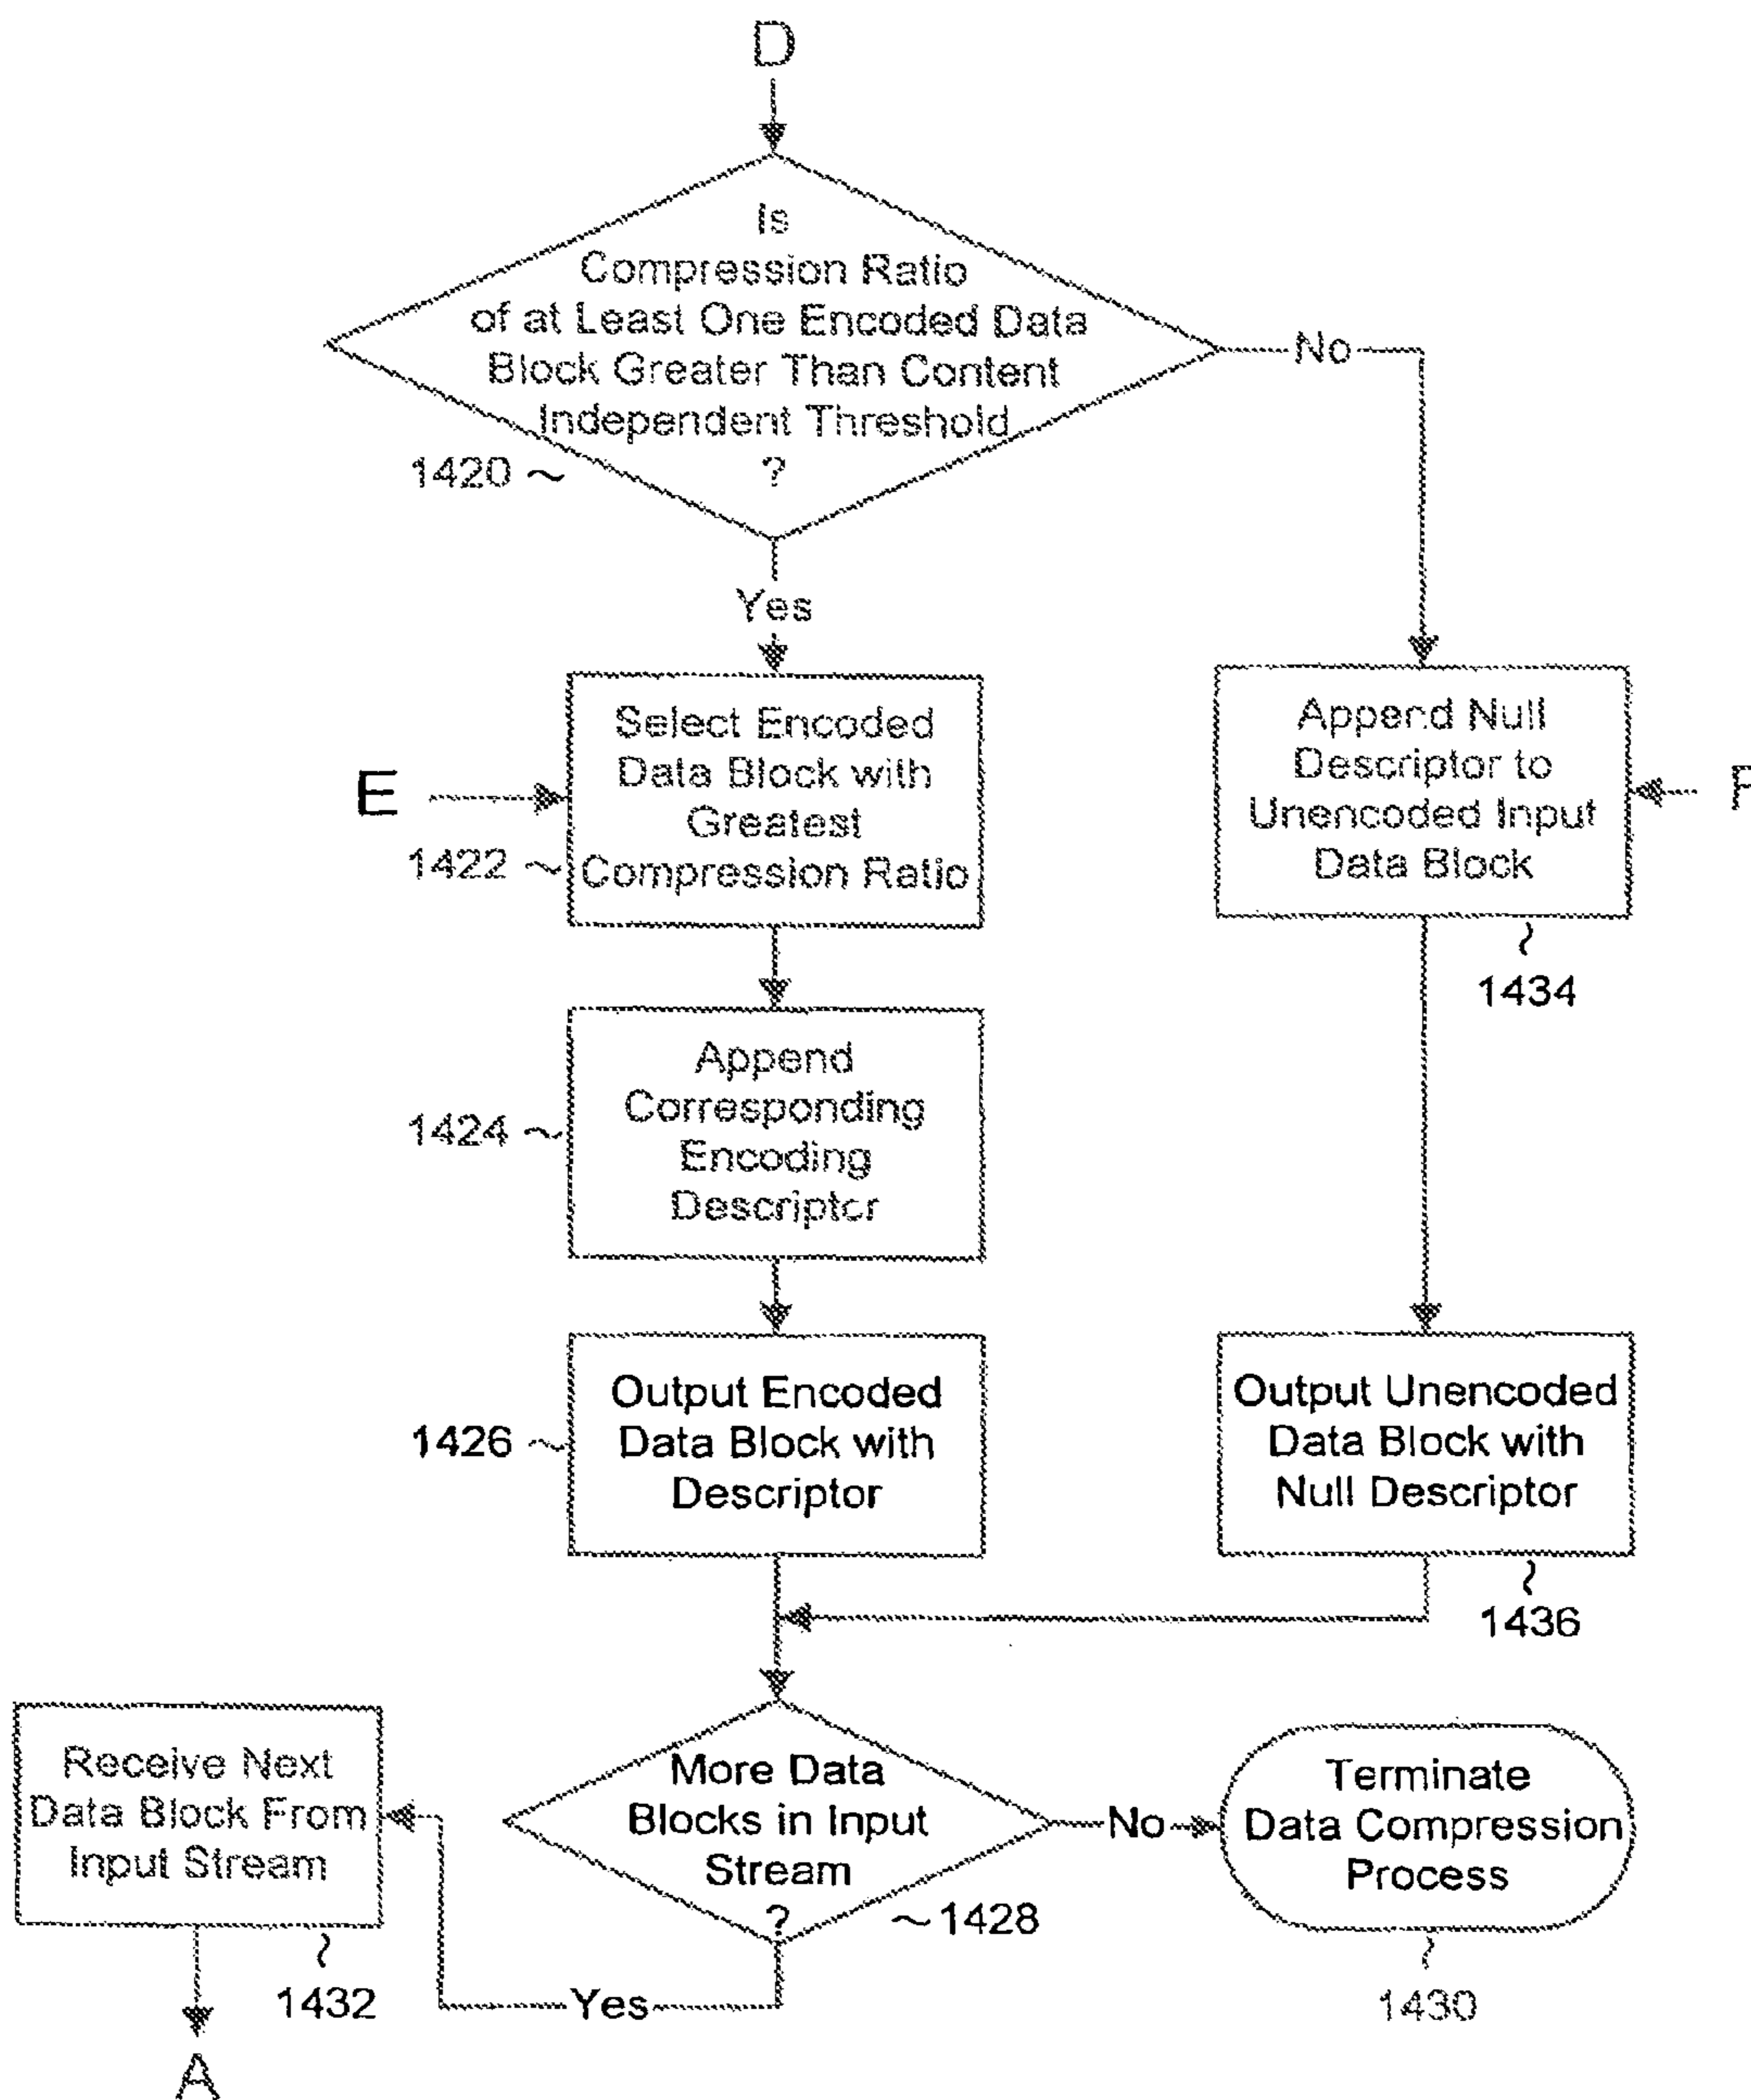 D
Is
Compression Ratio
of at Least One Encoded Data
Block Greater Than Content
Independent Threshold
?
1420
No
Yes
Select Encoded
Data Block with
Greatest
Compression Ratio
E
1422
Append Null
Descriptor to
Unencoded Input
Data Block
1434
Append
Corresponding
Encoding
Descriptor
1424
Output Encoded
Data Block with
Descriptor
1426
Output Unencoded
Data Block with
Null Descriptor
1436
Receive Next
Data Block From
Input Stream
1432
More Data
Blocks in Input
Stream
?
1428
No
Terminate
Data Compression
Process
1430
Yes
A